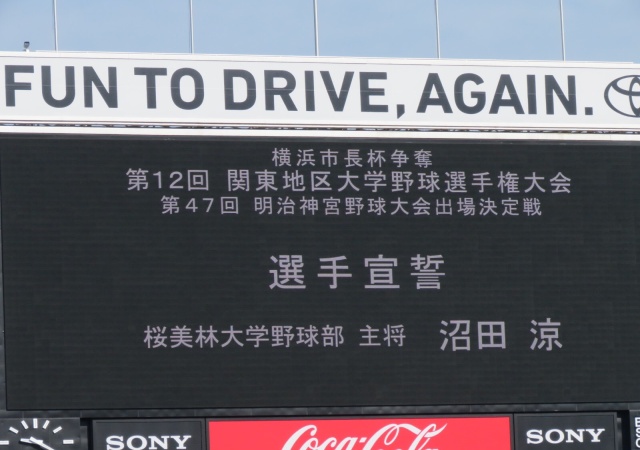 FUN TO DRIVE, AGAIN.
横浜市長杯争奪
第12回 関東地区大学野球選手権大会
第47回 明治神宮野球大会出場決定戦
選手宣誓
桜美林大学野球部 主将 沼田 涼
SONY
Coca-Cola
SONY